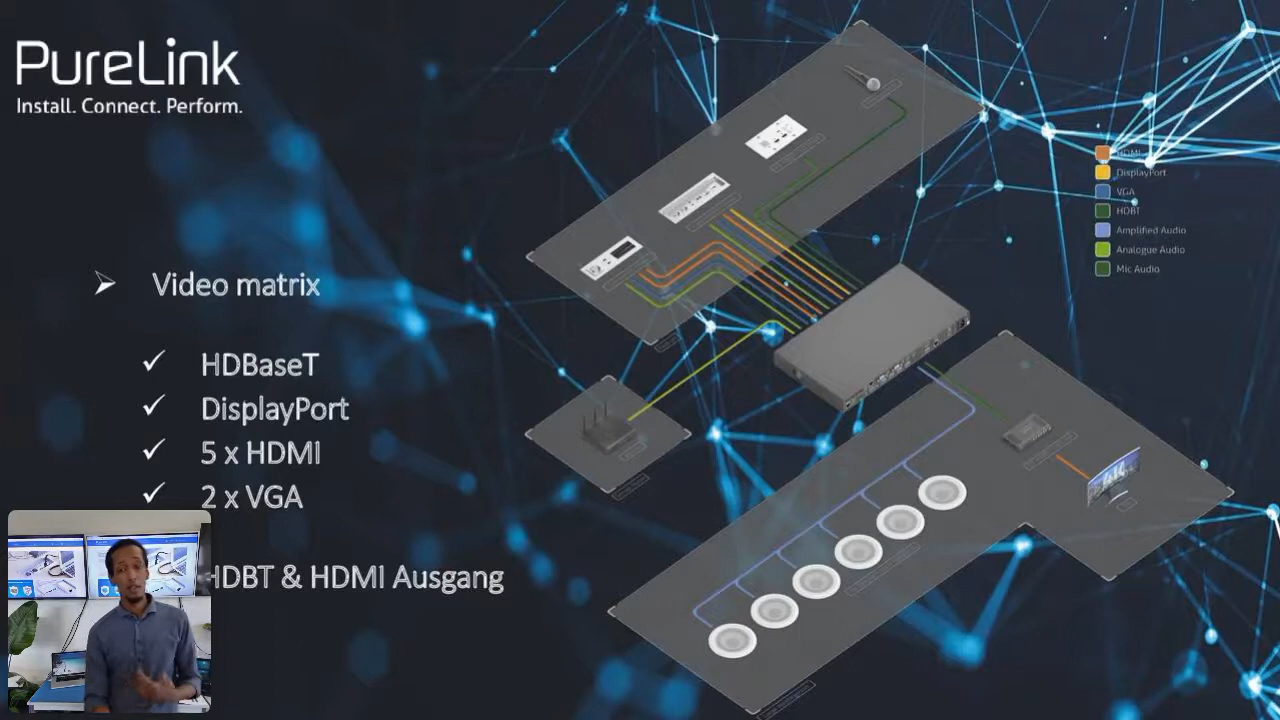 PureLink
Install. Connect. Perform.
Video matrix
HDBaseT
DisplayPort
5 x HDMI
2 x VGA
HDBT & HDMI Ausgang
HDMI
DisplayPort
VGA
HDBT
Amplified Audio
Analogue Audio
Mic Audio
4K